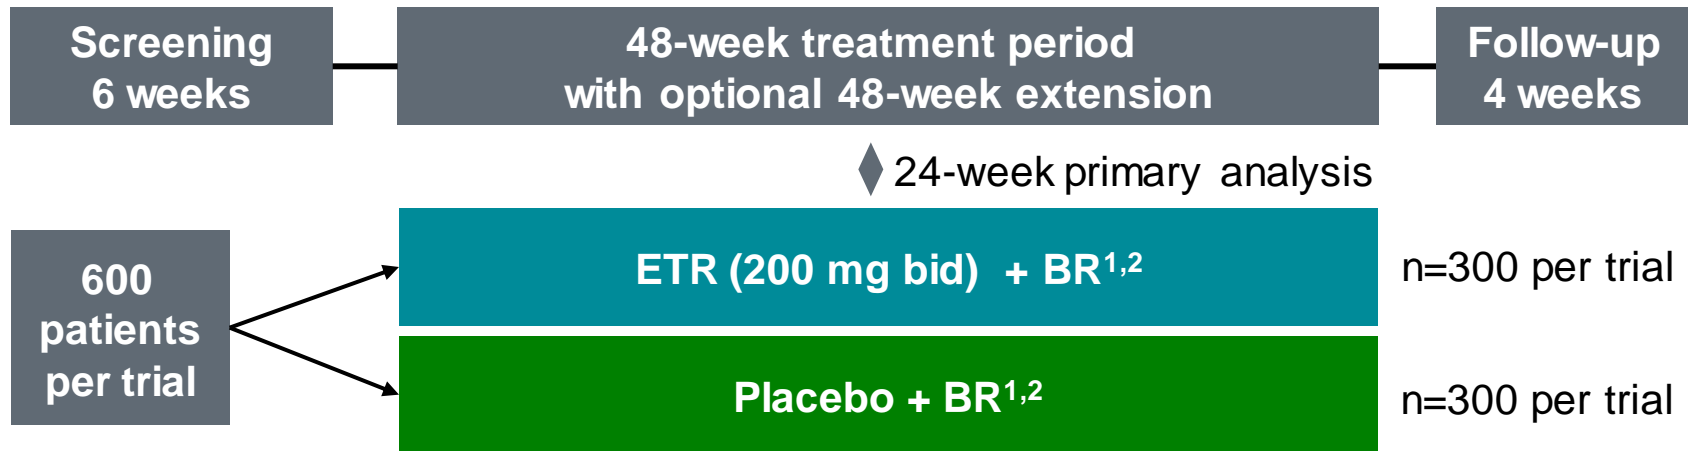 Screening
6 weeks
48-week treatment period
with optional 48-week extension
Follow-up
4 weeks
24-week primary analysis
600
patients
per trial
ETR (200 mg bid) + BR1,2
n=300 per trial
Placebo + BR1,2
n=300 per trial